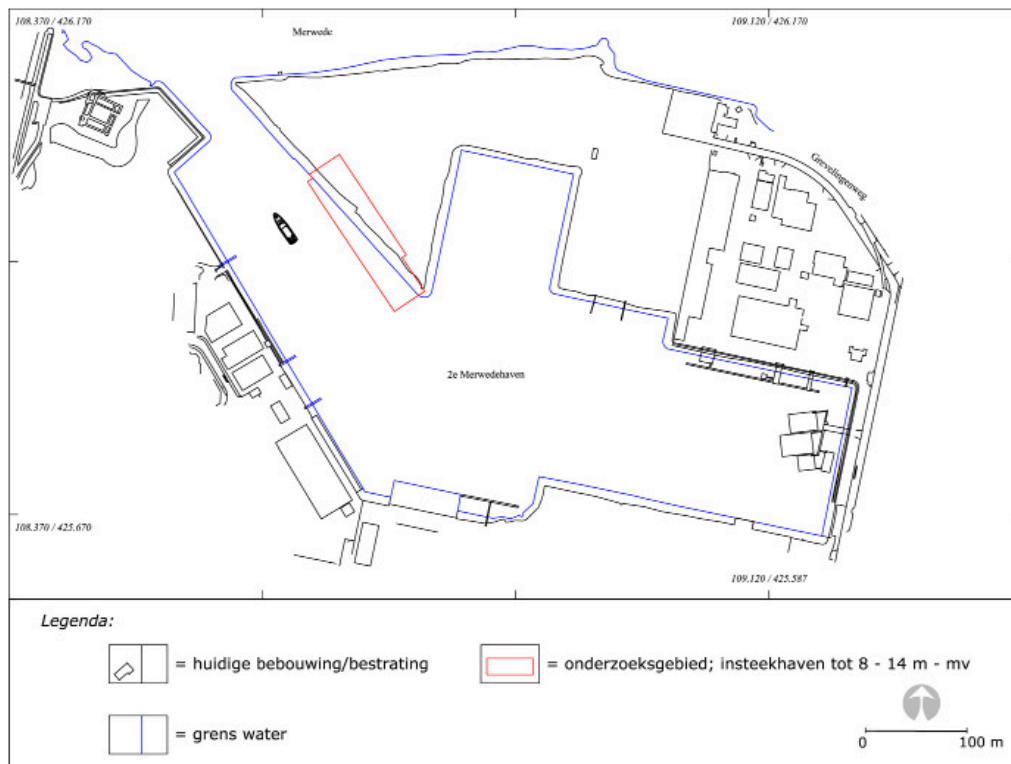 108.370 / 426.170
109.120 / 426.170
Merwede
Grevelingenweg
2e Merwedehaven
108.370 / 425.670
109.120 / 425.587
Legenda:
= huidige bebouwing/bestrating
= onderzoeksgebied; insteekhaven tot 8 - 14 m - mv
= grens water
0
100 m